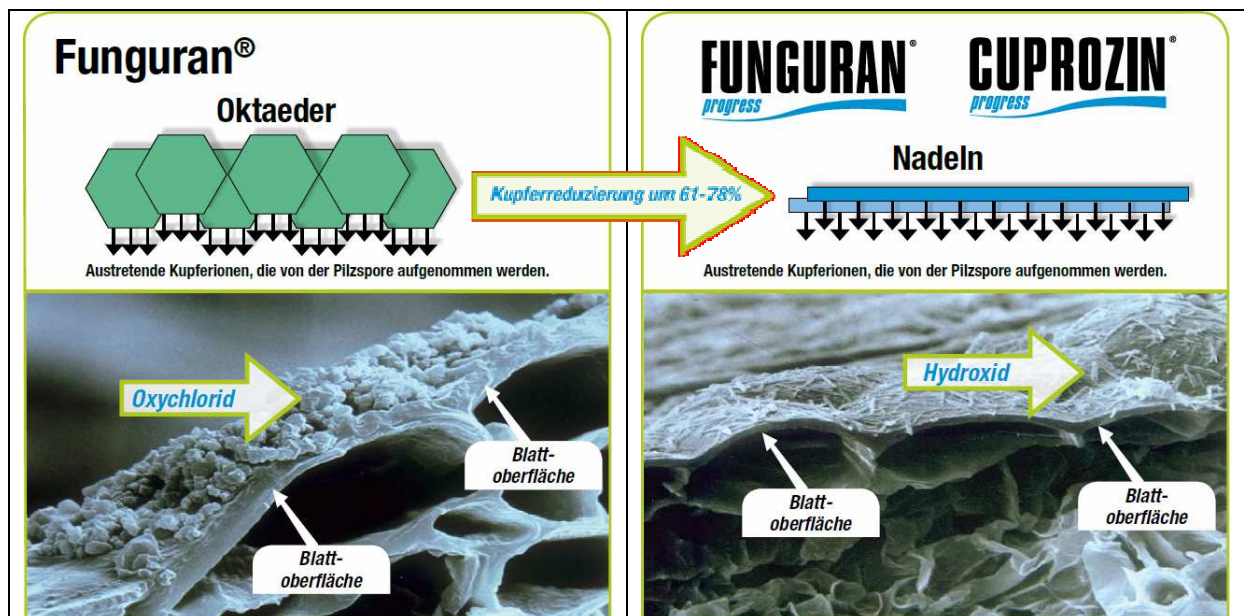 Funguran®
Oktaeder
Austretende Kupferionen, die von der Pilzspore aufgenommen werden.
Kupferreduzierung um 61-78%
FUNGURAN®
progress
CUPROZIN®
progress
Nadeln
Austretende Kupferionen, die von der Pilzspore aufgenommen werden.
Oxychlorid
Blatt-
oberfläche
Blatt-
oberfläche
Hydroxid
Blatt-
oberfläche
Blatt-
oberfläche